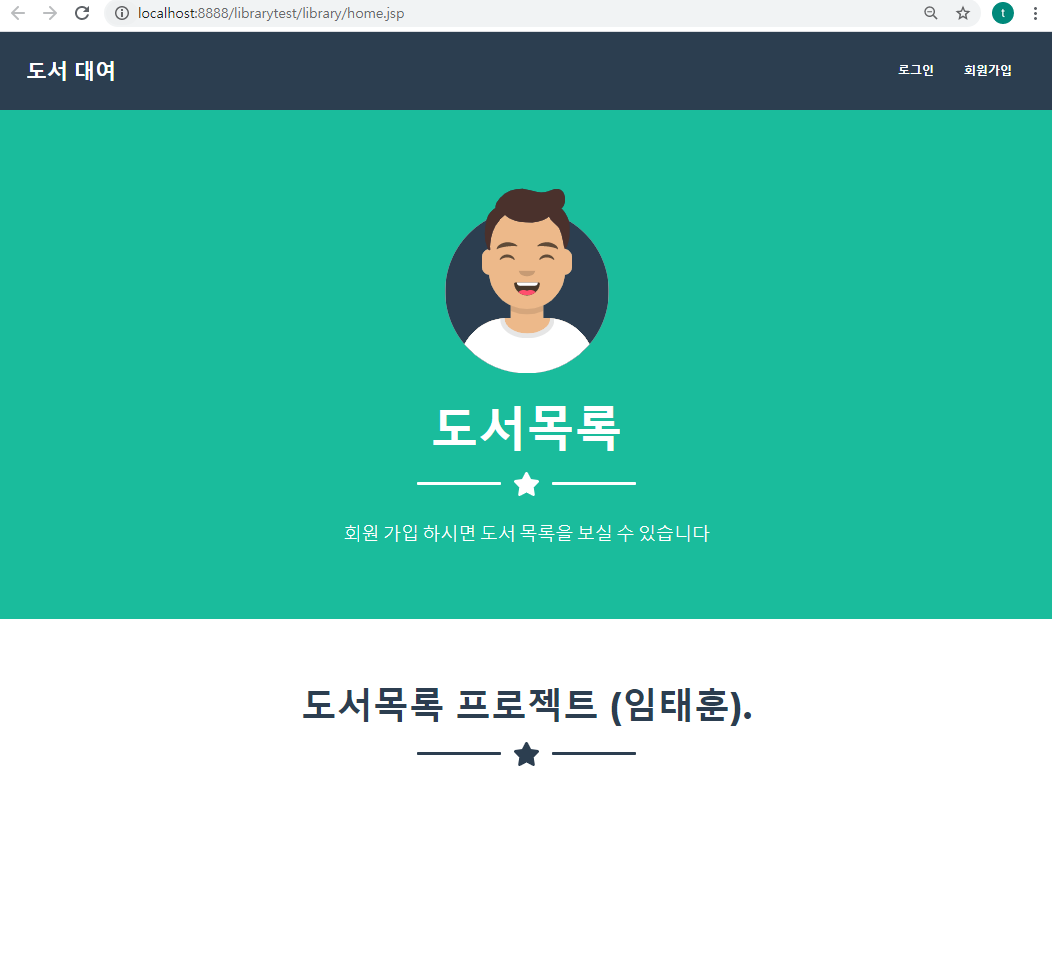 localhost:8888/librarytest/library/home.jsp
t
도서 대여
로그인 회원가입
도서목록
회원 가입 하시면 도서 목록을 보실 수 있습니다
도서목록 프로젝트 (임태훈).